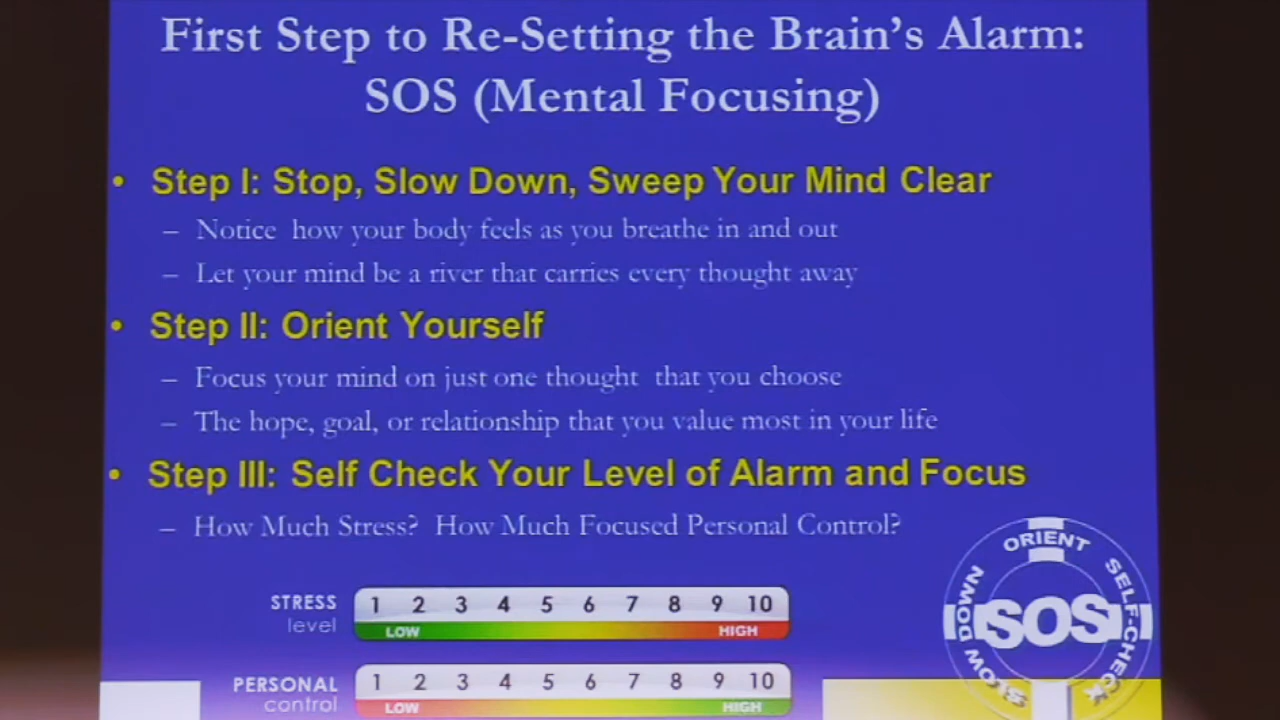 First Step to Re-Setting the Brain's Alarm:
SOS (Mental Focusing)
• Step I: Stop, Slow Down, Sweep Your Mind Clear
– Notice how your body feels as you breathe in and out
– Let your mind be a river that carries every thought away
• Step II: Orient Yourself
– Focus your mind on just one thought that you choose
– The hope, goal, or relationship that you value most in your life
• Step III: Self Check Your Level of Alarm and Focus
– How Much Stress? How Much Focused Personal Control?
STRESS level
1 2 3 4 5 6 7 8 9 10
LOW HIGH
PERSONAL control
1 2 3 4 5 6 7 8 9 10
LOW HIGH
SLOW DOWN
ORIENT
SELF-CHECK
SOS